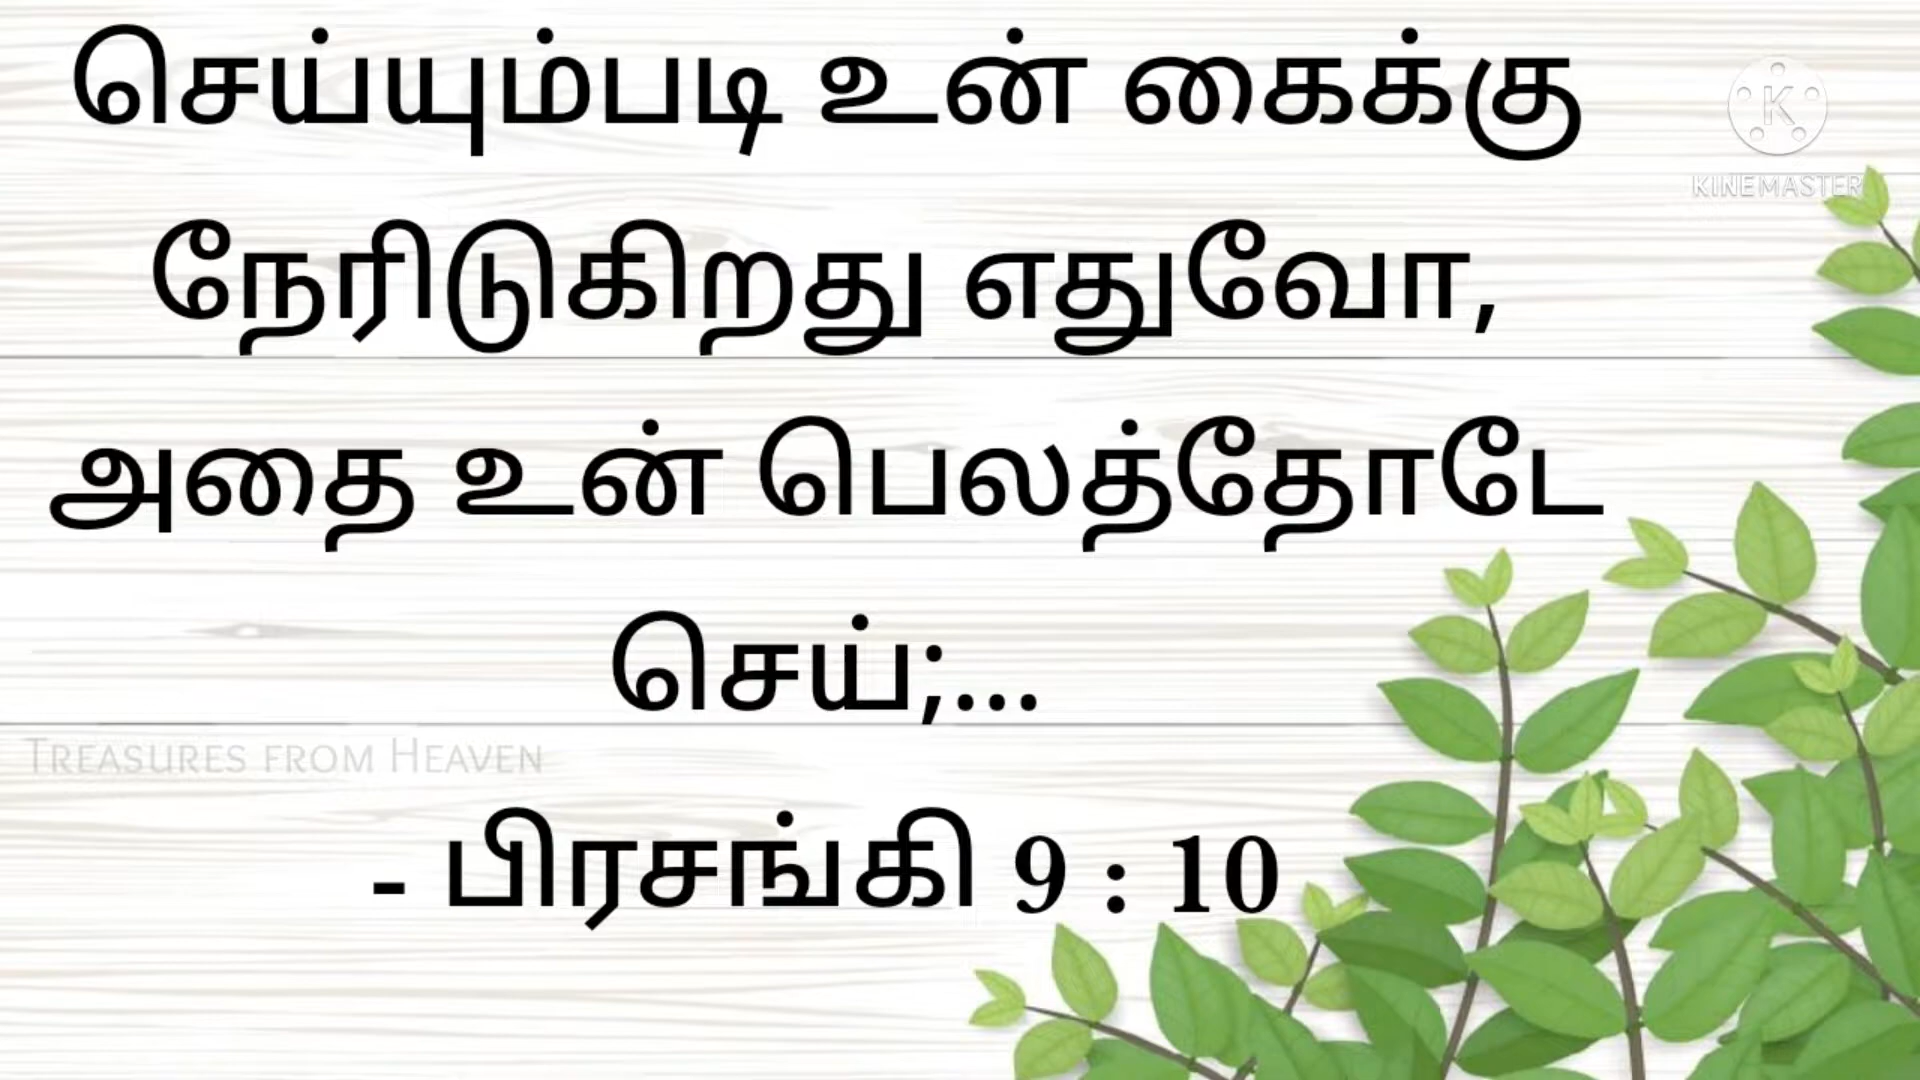 செய்யும்படி உன் கைக்கு
KINEMASTER
நேரிடுகிறது எதுவோ,
அதை உன் பெலத்தோடே
செய்;...
TREASURES FROM HEAVEN
- பிரசங்கி 9 : 10